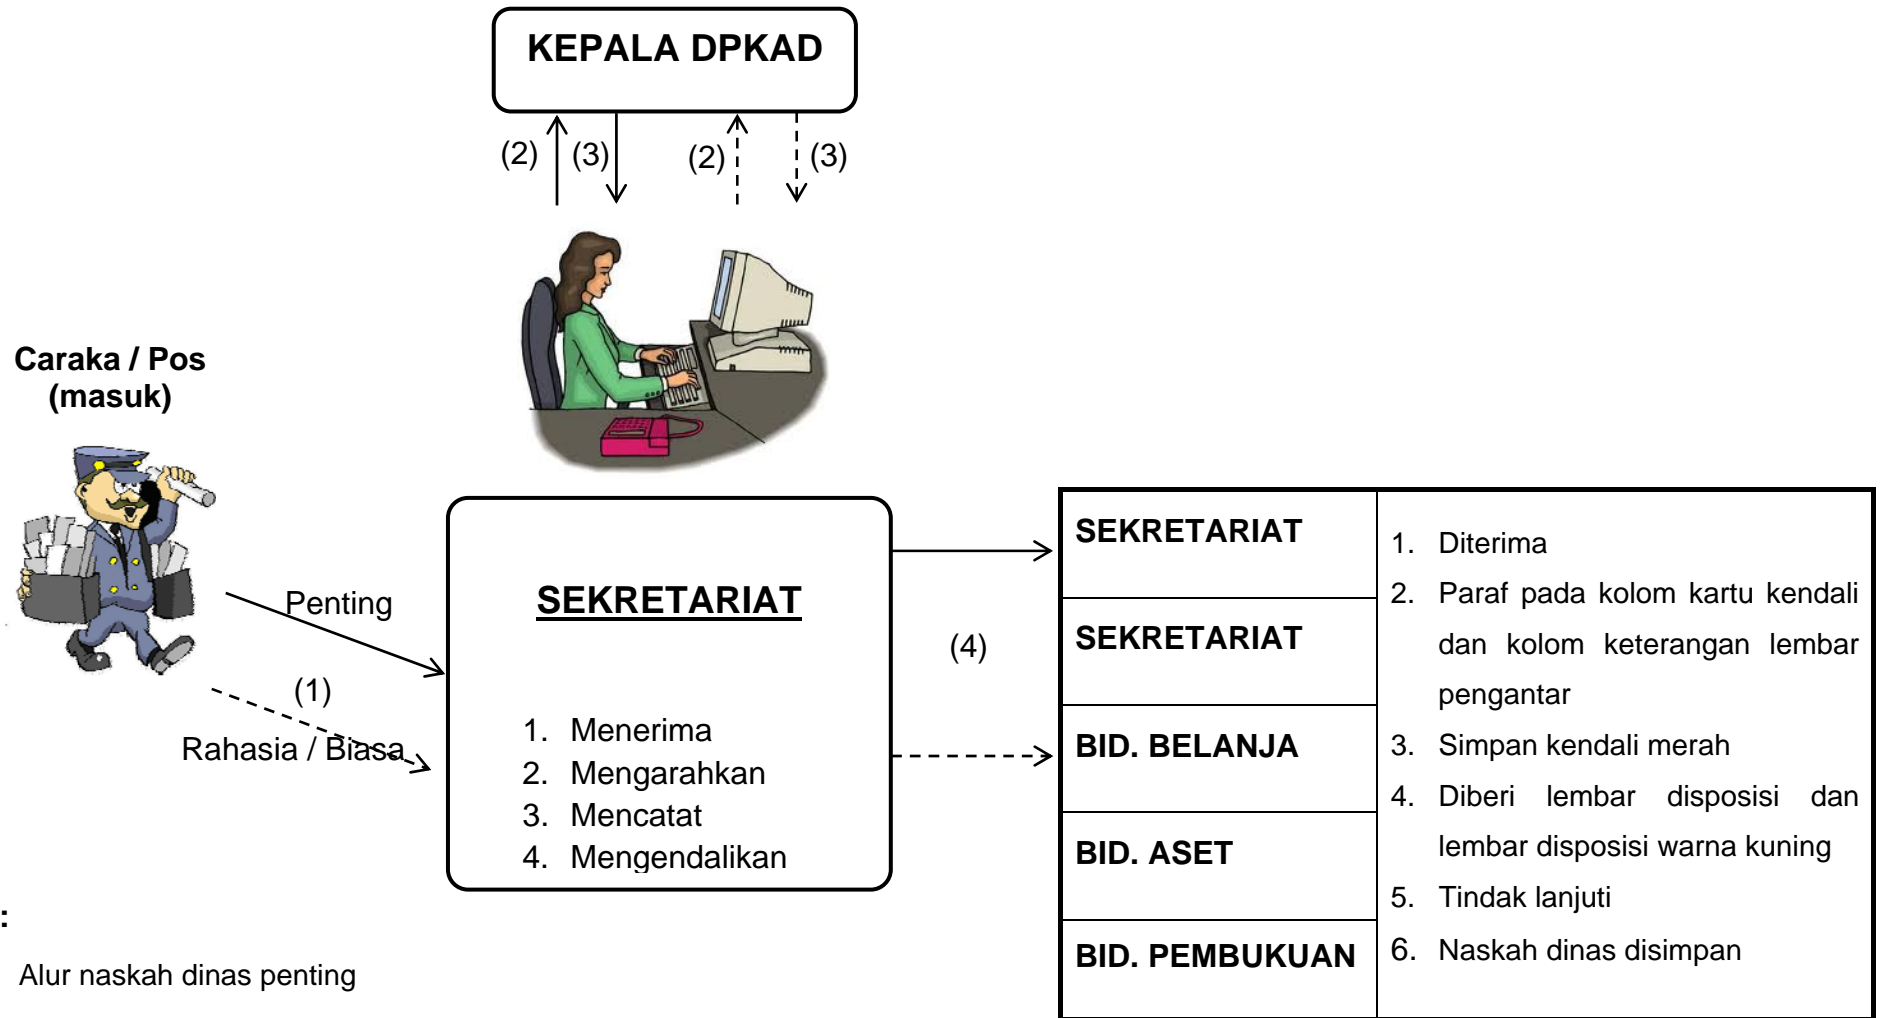 KEPALA DPKAD
(2) (3) (2) (3)
Caraka / Pos
(masuk)
Penting
(1)
Rahasia / Biasa
SEKRETARIAT
1. Menerima
2. Mengarahkan
3. Mencatat
4. Mengendalikan
(4)
SEKRETARIAT
SEKRETARIAT
BID. BELANJA
BID. ASET
BID. PEMBUKUAN
1. Diterima
2. Paraf pada kolom kartu kendali
dan kolom keterangan lembar
pengantar
3. Simpan kendali merah
4. Diberi lembar disposisi dan
lembar disposisi warna kuning
5. Tindak lanjuti
6. Naskah dinas disimpan
:
Alur naskah dinas penting